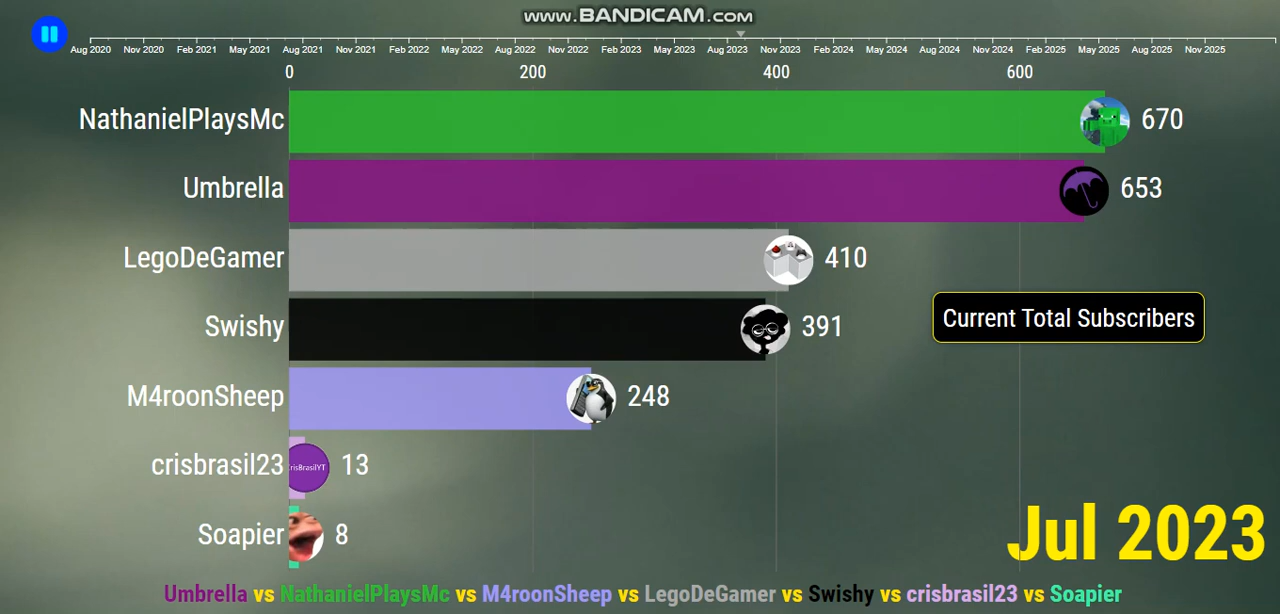 www.BANDICAM.com
Aug 2020 Nov 2020 Feb 2021 May 2021 Aug 2021 Nov 2021 Feb 2022 May 2022 Aug 2022 Nov 2022 Feb 2023 May 2023 Aug 2023 Nov 2023 Feb 2024 May 2024 Aug 2024 Nov 2024 Feb 2025 May 2025 Aug 2025 Nov 2025
0 200 400 600
NathanielPlaysMc 670
Umbrella 653
LegoDeGamer 410
Swishy 391
Current Total Subscribers
M4roonSheep 248
crisbrasil23 risBrasilYT 13
Soapier 8
Jul 2023
Umbrella vs NathanielPlaysMc vs M4roonSheep vs LegoDeGamer vs Swishy vs crisbrasil23 vs Soapier